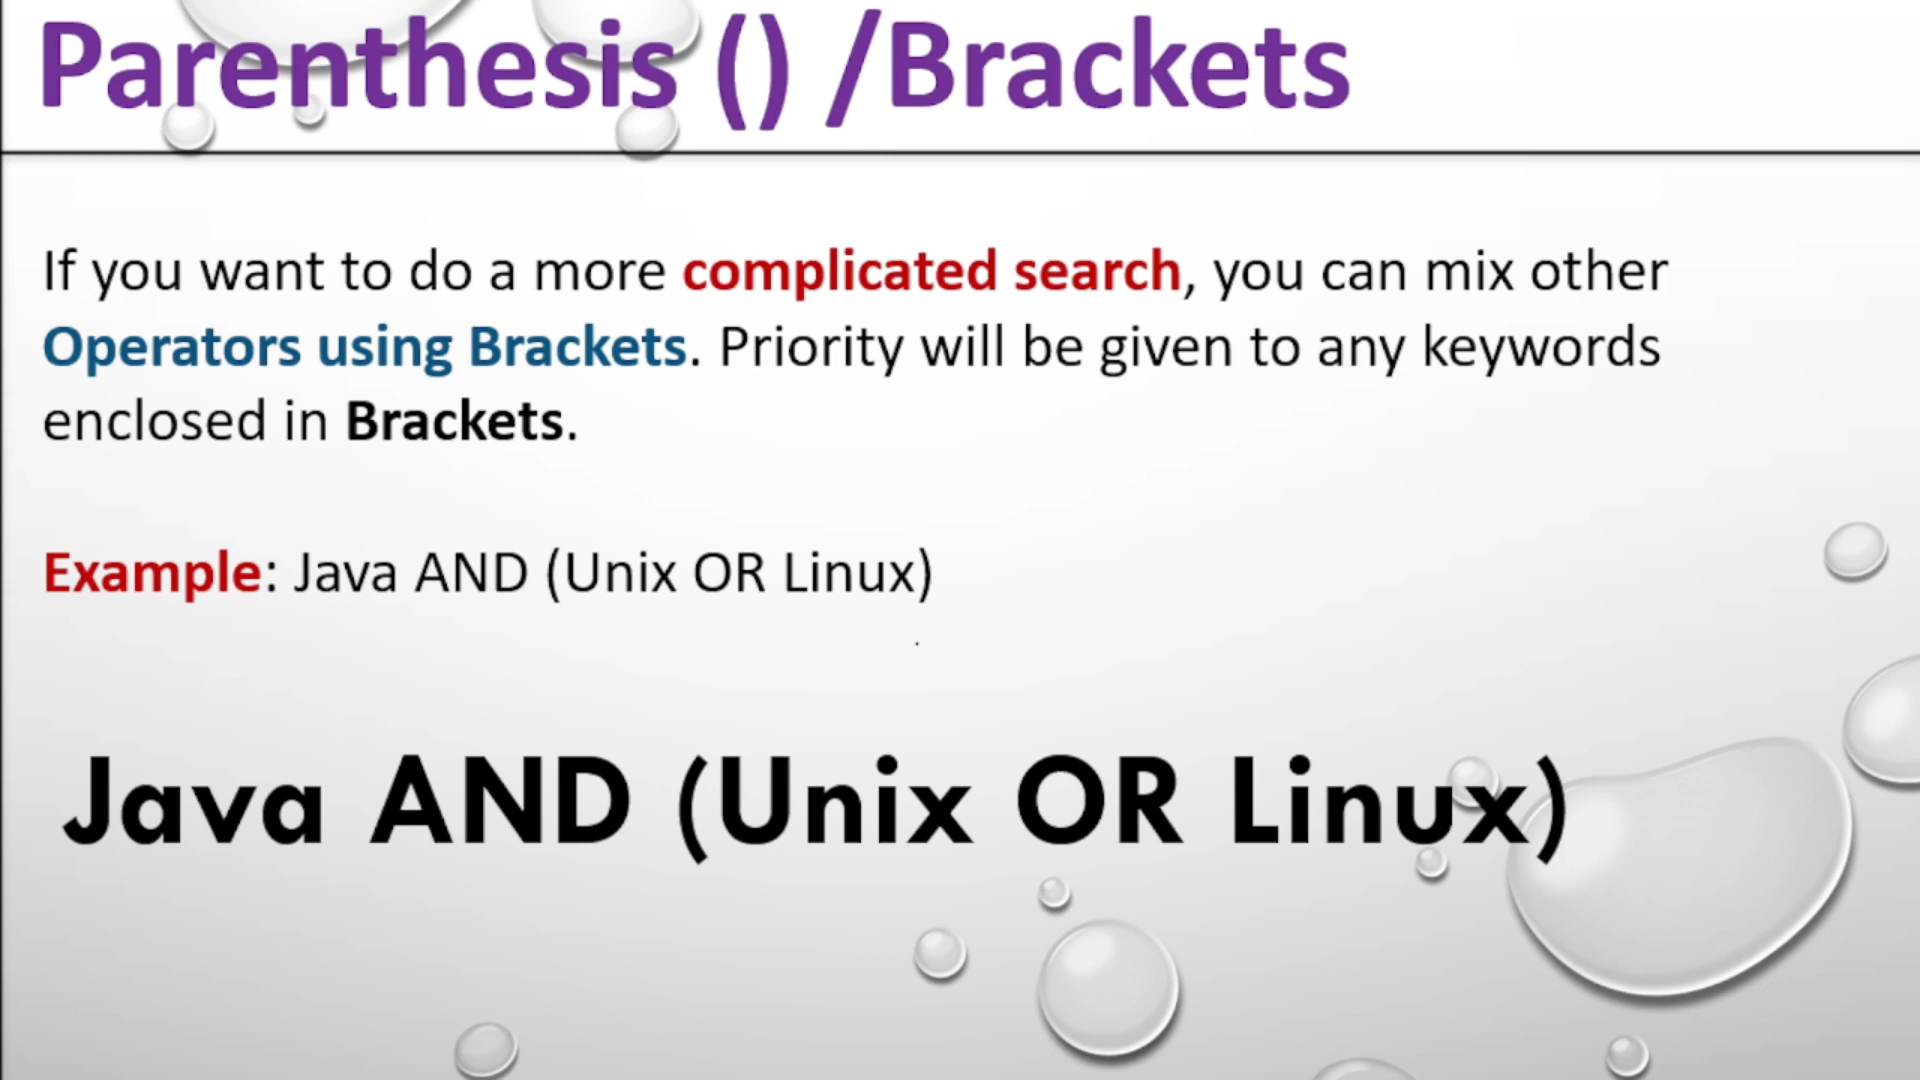 Parenthesis () /Brackets
If you want to do a more complicated search, you can mix other
Operators using Brackets. Priority will be given to any keywords
enclosed in Brackets.
Example: Java AND (Unix OR Linux)
Java AND (Unix OR Linux)